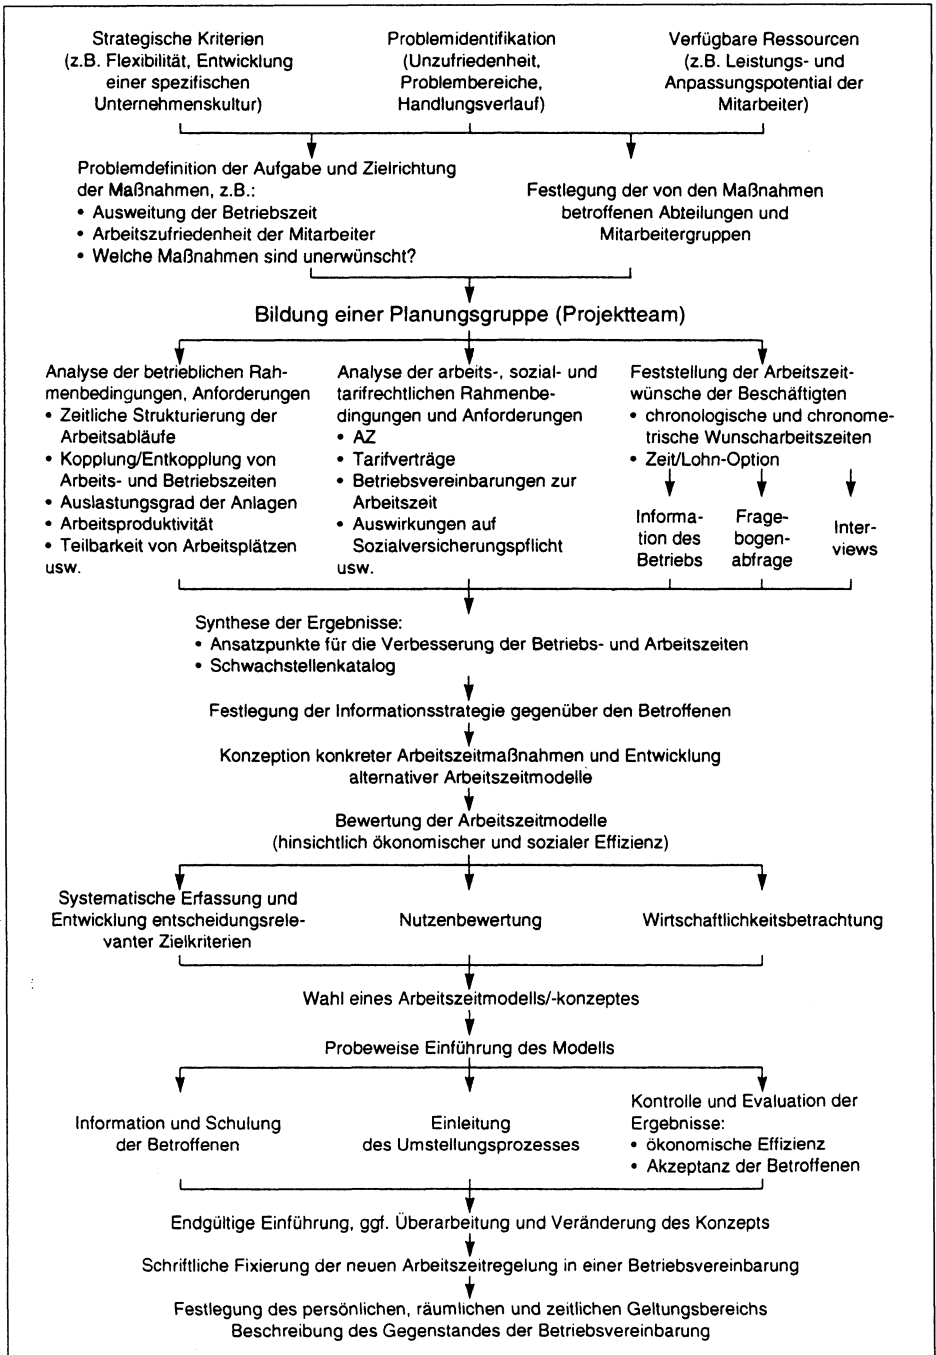 Strategische Kriterien
(z.B. Flexibilität, Entwicklung
einer spezifischen
Unternehmenskultur)
Problemidentifikation
(Unzufriedenheit,
Problembereiche,
Handlungsverlauf)
Verfügbare Ressourcen
(z.B. Leistungs- und
Anpassungspotential der
Mitarbeiter)
Problemdefinition der Aufgabe und Zielrichtung
der Maßnahmen, z.B.:
• Ausweitung der Betriebszeit
• Arbeitszufriedenheit der Mitarbeiter
• Welche Maßnahmen sind unerwünscht?
Festlegung der von den Maßnahmen
betroffenen Abteilungen und
Mitarbeitergruppen
Bildung einer Planungsgruppe (Projektteam)
Analyse der betrieblichen Rah-
menbedingungen, Anforderungen
• Zeitliche Strukturierung der
Arbeitsabläufe
• Kopplung/Entkopplung von
Arbeits- und Betriebszeiten
• Auslastungsgrad der Anlagen
• Arbeitsproduktivität
• Teilbarkeit von Arbeitsplätzen
usw.
Analyse der arbeits-, sozial- und
tarifrechtlichen Rahmenbe-
dingungen und Anforderungen
• AZ
• Tarifverträge
• Betriebsvereinbarungen zur
Arbeitszeit
• Auswirkungen auf
Sozialversicherungspflicht
usw.
Feststellung der Arbeitszeit-
wünsche der Beschäftigten
• chronologische und chronome-
trische Wunscharbeitszeiten
• Zeit/Lohn-Option
Informa-
tion des
Betriebs
Frage-
bogen-
abfrage
Inter-
views
Synthese der Ergebnisse:
• Ansatzpunkte für die Verbesserung der Betriebs- und Arbeitszeiten
• Schwachstellenkatalog
Festlegung der Informationsstrategie gegenüber den Betroffenen
Konzeption konkreter Arbeitszeitmaßnahmen und Entwicklung
alternativer Arbeitszeitmodelle
Bewertung der Arbeitszeitmodelle
(hinsichtlich ökonomischer und sozialer Effizienz)
Systematische Erfassung und
Entwicklung entscheidungsrele-
vanter Zielkriterien
Nutzenbewertung
Wirtschaftlichkeitsbetrachtung
Wahl eines Arbeitszeitmodells/-konzeptes
Probeweise Einführung des Modells
Information und Schulung
der Betroffenen
Einleitung
des Umstellungsprozesses
Kontrolle und Evaluation der
Ergebnisse:
• ökonomische Effizienz
• Akzeptanz der Betroffenen
Endgültige Einführung, ggf. Überarbeitung und Veränderung des Konzepts
Schriftliche Fixierung der neuen Arbeitszeitregelung in einer Betriebsvereinbarung
Festlegung des persönlichen, räumlichen und zeitlichen Geltungsbereichs
Beschreibung des Gegenstandes der Betriebsvereinbarung